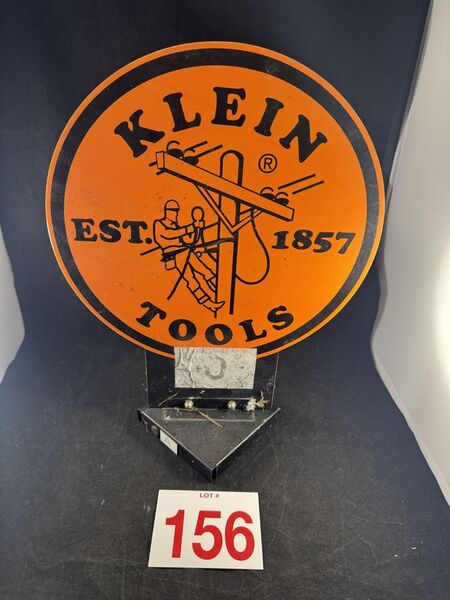 KLEIN
®
EST. 1857
TOOLS
LOT #
156